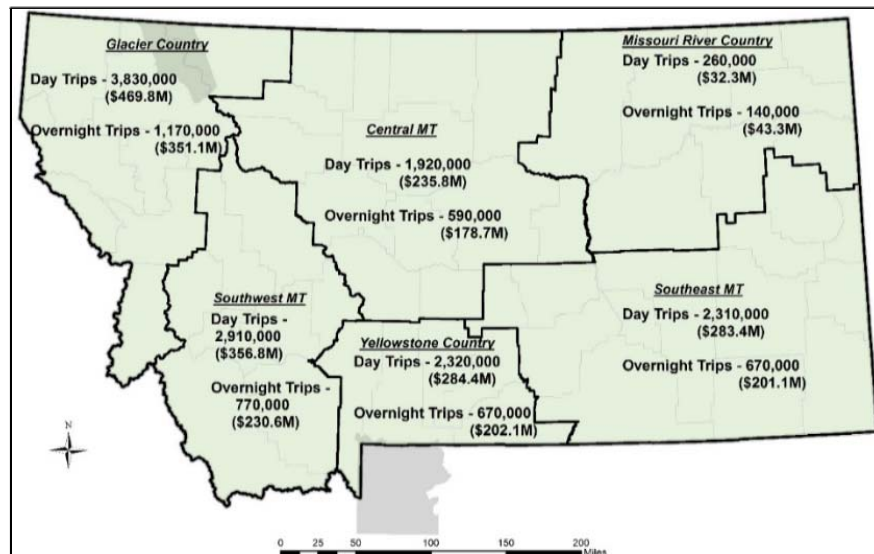 Glacier Country
Day Trips - 3,830,000
($469.8M)
Overnight Trips - 1,170,000
($351.1M)
Central MT
Day Trips - 1,920,000
($235.8M)
Overnight Trips - 590,000
($178.7M)
Missouri River Country
Day Trips - 260,000
($32.3M)
Overnight Trips - 140,000
($43.3M)
Southwest MT
Day Trips -
2,910,000
($356.8M)
Overnight Trips -
770,000
($230.6M)
Yellowstone Country
Day Trips - 2,320,000
($284.4M)
Overnight Trips - 670,000
($202.1M)
Southeast MT
Day Trips - 2,310,000
($283.4M)
Overnight Trips - 670,000
($201.1M)
N
0 25 50 100 150 200
Miles